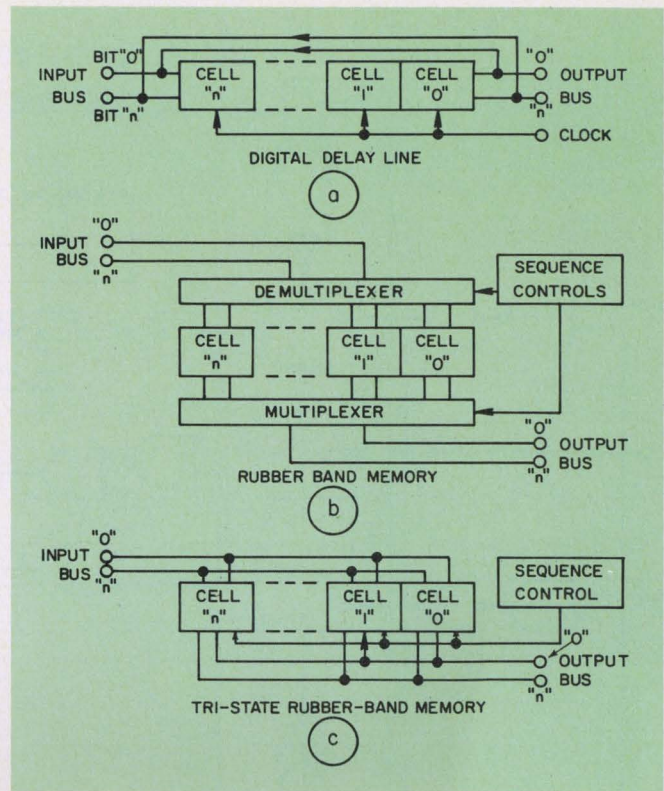 BIT "O"
INPUT
BUS
BIT "n"
CELL "n"
CELL "I"
CELL "O"
"O"
OUTPUT
BUS
"n"
CLOCK
DIGITAL DELAY LINE
a
"O"
INPUT
BUS
"n"
DEMULTIPLEXER
SEQUENCE
CONTROLS
CELL "n"
CELL "I"
CELL "O"
MULTIPLEXER
"O"
OUTPUT
BUS
"n"
RUBBER BAND MEMORY
b
"O"
INPUT
BUS
"n"
CELL "n"
CELL "I"
CELL "O"
SEQUENCE
CONTROL
"O"
OUTPUT
BUS
"n"
TRI-STATE RUBBER-BAND MEMORY
c